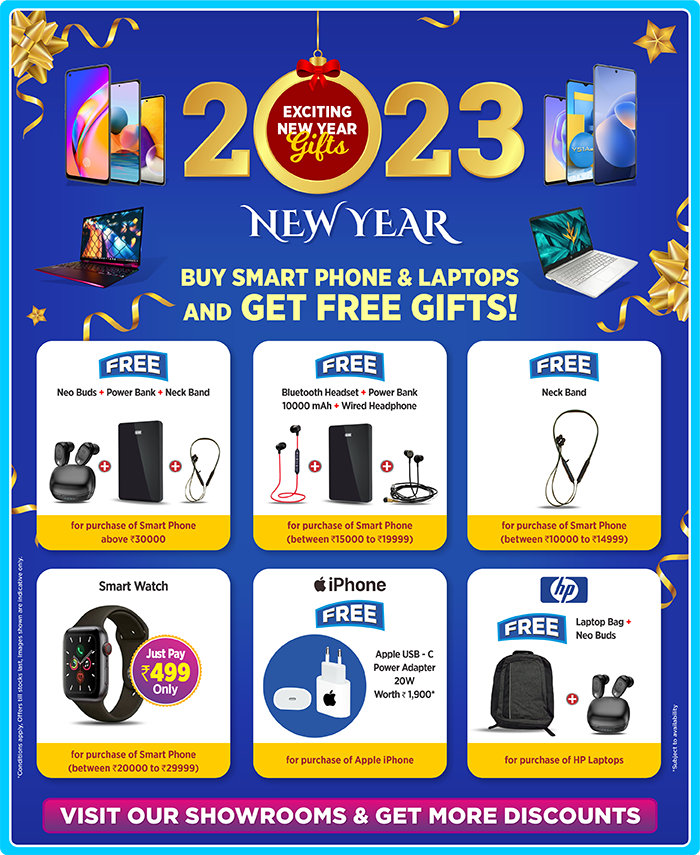 EXCITING
NEW YEAR
Gifts
2023
NEW YEAR
BUY SMART PHONE & LAPTOPS
AND GET FREE GIFTS!
FREE
Neo Buds + Power Bank + Neck Band
for purchase of Smart Phone
above ₹30000
FREE
Bluetooth Headset + Power Bank
10000 mAh + Wired Headphone
for purchase of Smart Phone
(between ₹15000 to ₹19999)
FREE
Neck Band
for purchase of Smart Phone
(between ₹10000 to ₹14999)
Smart Watch
Just Pay
₹499
Only
for purchase of Smart Phone
(between ₹20000 to ₹29999)
iPhone
FREE
Apple USB - C
Power Adapter
20W
Worth ₹ 1,900*
for purchase of Apple iPhone
hp
FREE
Laptop Bag +
Neo Buds
for purchase of HP Laptops
*Conditions apply. Offers till stocks last, Images shown are indicative only.
*Subject to availability
VISIT OUR SHOWROOMS & GET MORE DISCOUNTS